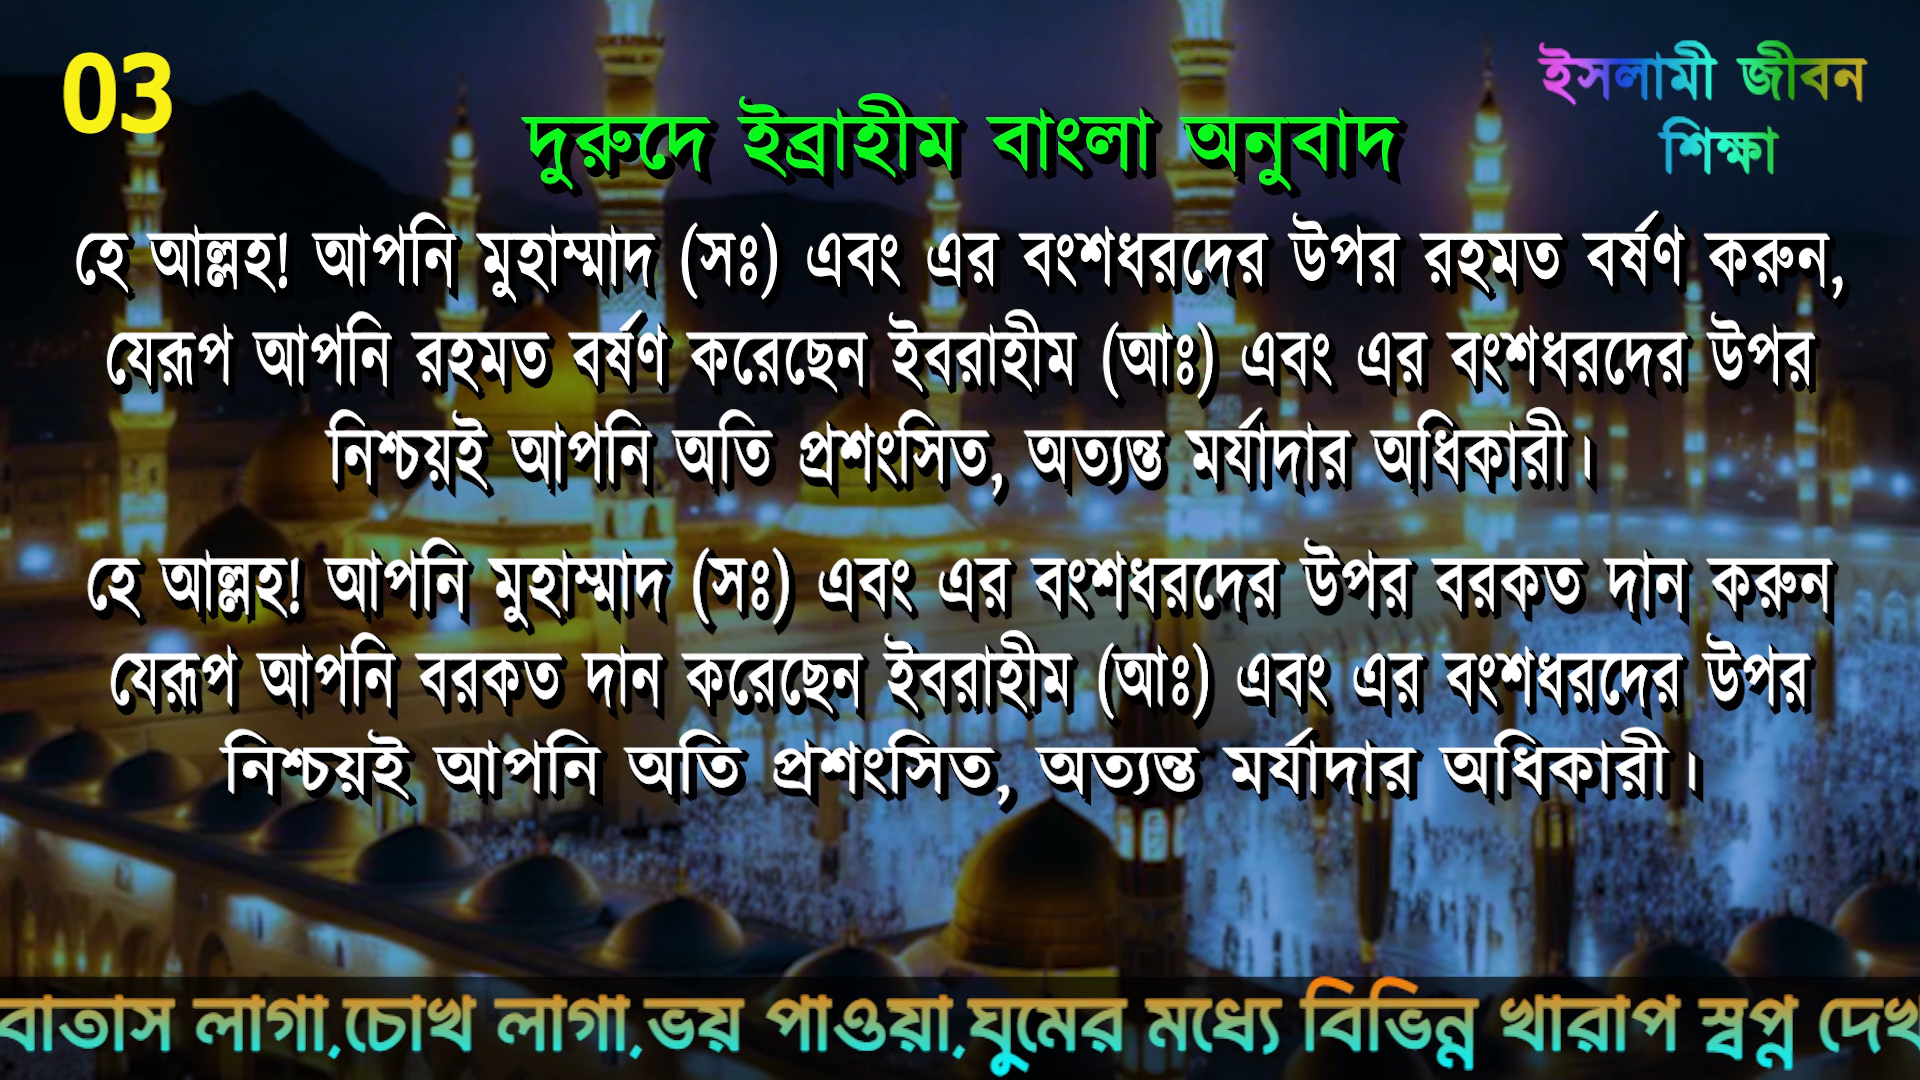 03
ইসলামী জীবন
শিক্ষা
দুরুদে ইব্রাহীম বাংলা অনুবাদ
হে আল্লহ! আপনি মুহাম্মাদ (সঃ) এবং এর বংশধরদের উপর রহমত বর্ষণ করুন,
যেরূপ আপনি রহমত বর্ষণ করেছেন ইবরাহীম (আঃ) এবং এর বংশধরদের উপর
নিশ্চয়ই আপনি অতি প্রশংসিত, অত্যন্ত মর্যাদার অধিকারী।
হে আল্লহ! আপনি মুহাম্মাদ (সঃ) এবং এর বংশধরদের উপর বরকত দান করুন
যেরূপ আপনি বরকত দান করেছেন ইবরাহীম (আঃ) এবং এর বংশধরদের উপর
নিশ্চয়ই আপনি অতি প্রশংসিত, অত্যন্ত মর্যাদার অধিকারী।
বাতাস লাগা,চোখ লাগা,ভয় পাওয়া,ঘুমের মধ্যে বিভিন্ন খারাপ স্বপ্ন দেখ